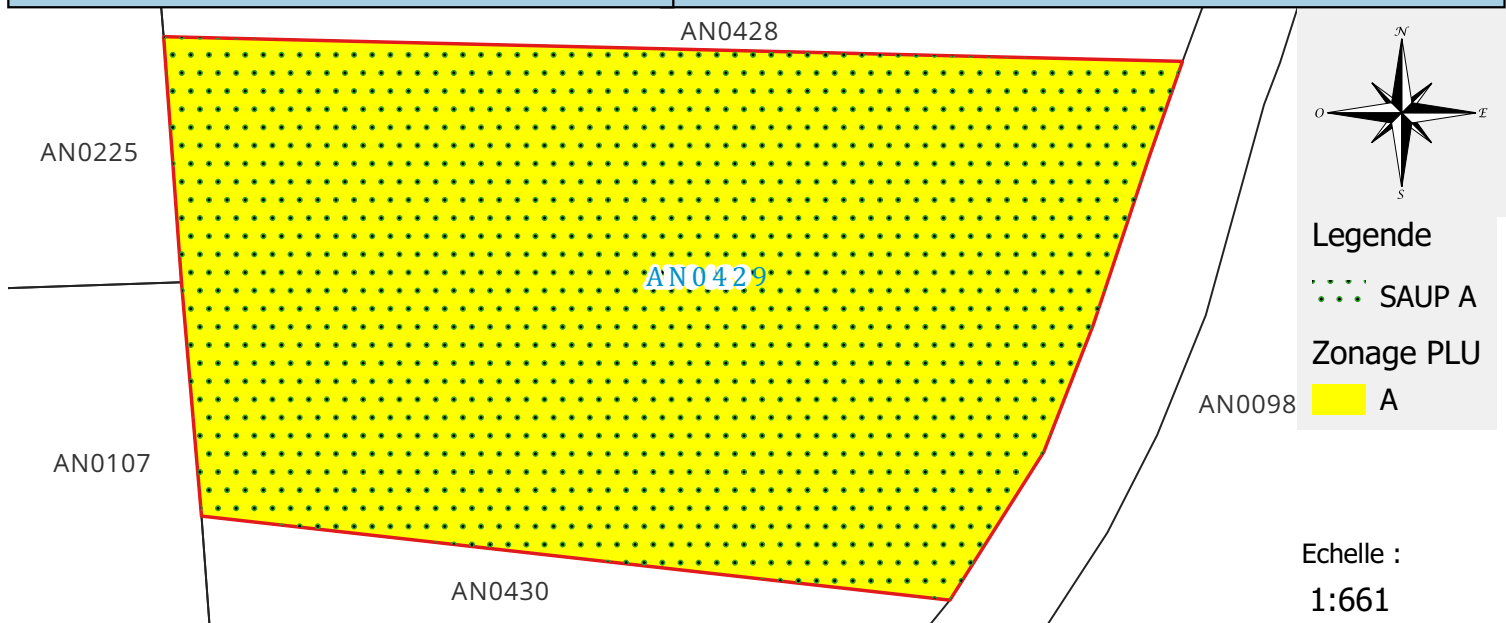 AN0428
N
AN0225
O
E
S
Legende
AN0429
SAUP A
Zonage PLU
A
AN0098
AN0107
Echelle :
AN0430
1:661